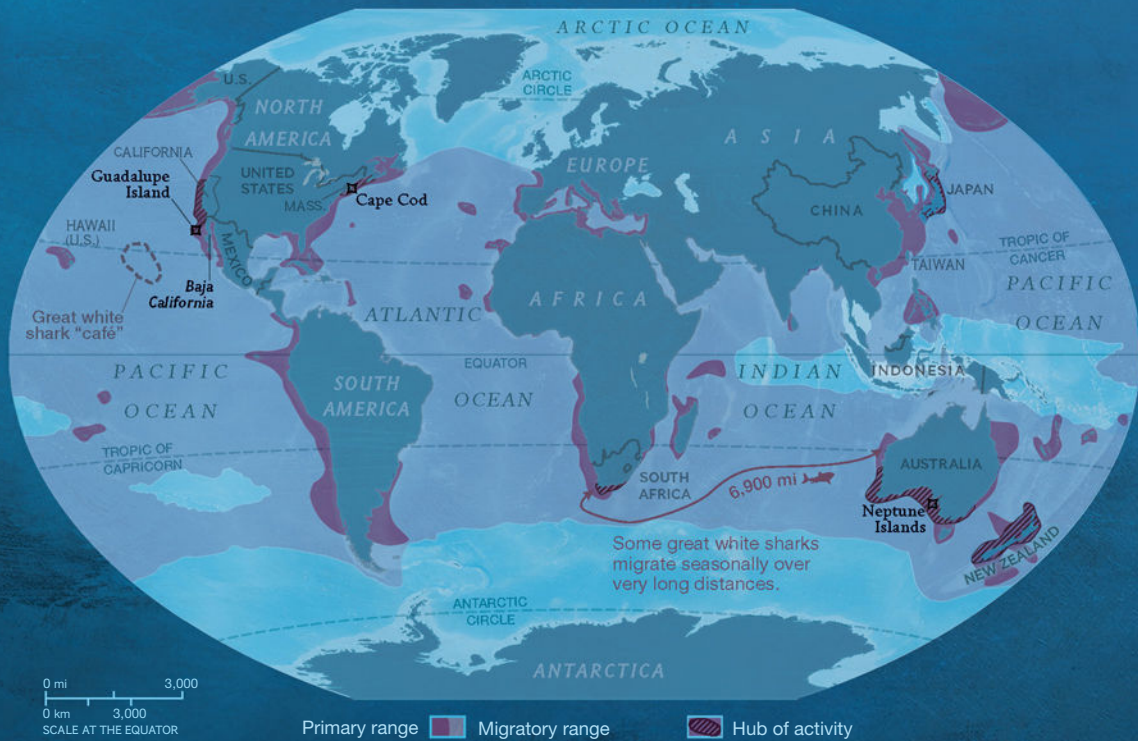 ARCTIC OCEAN
ARCTIC
CIRCLE
U.S.
NORTH
AMERICA
ASIA
EUROPE
CALIFORNIA
Guadalupe
Island
UNITED
STATES
MASS.
Cape Cod
CHINA
JAPAN
HAWAII
(U.S.)
MEXICO
TROPIC OF
CANCER
TAIWAN
PACIFIC
OCEAN
Baja
California
Great white
shark “café”
ATLANTIC
OCEAN
AFRICA
EQUATOR
PACIFIC
OCEAN
SOUTH
AMERICA
INDIAN
OCEAN
INDONESIA
TROPIC OF
CAPRICORN
SOUTH
AFRICA
6,900 mi
AUSTRALIA
Neptune
Islands
NEW ZEALAND
Some great white sharks
migrate seasonally over
very long distances.
ANTARCTIC
CIRCLE
ANTARCTICA
0 mi 3,000
0 km 3,000
SCALE AT THE EQUATOR
Primary range Migratory range Hub of activity